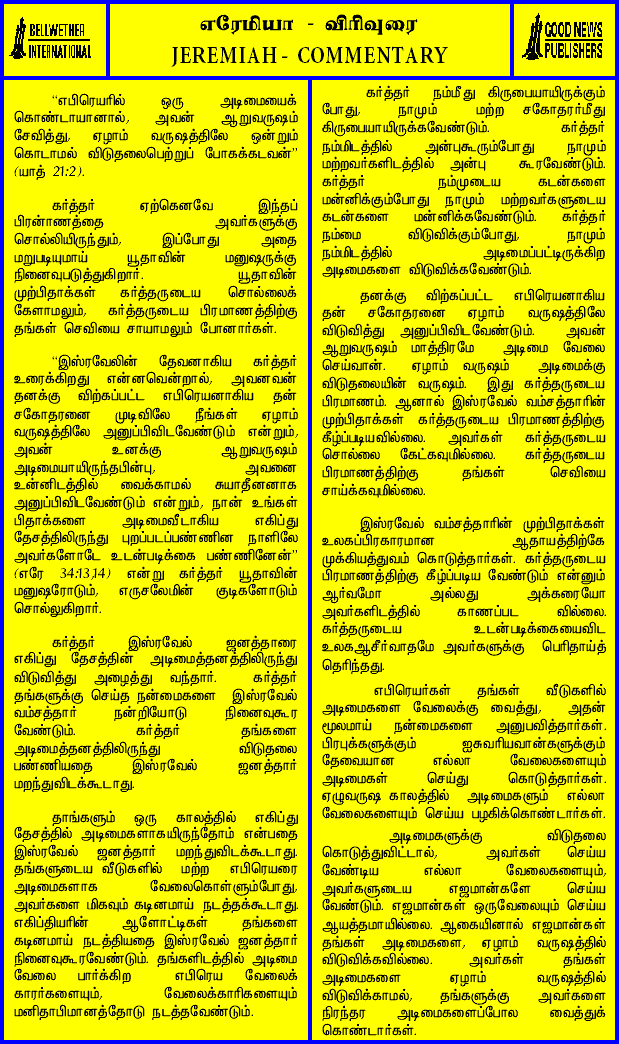 BELLWETHER
INTERNATIONAL
எரேமியா - விரிவுரை
JEREMIAH - COMMENTARY
GOOD NEWS
PUBLISHERS
“எபிரெயரில் ஒரு அடிமையைக்
கொண்டாயானால், அவன் ஆறுவருஷம்
சேவித்து, ஏழாம் வருஷத்திலே ஒன்றும்
கொடாமல் விடுதலைபெற்றுப் போகக்கடவன்”
(யாத் 21:2).
கர்த்தர் ஏற்கெனவே இந்தப்
பிரன்ாணத்தை அவர்களுக்கு
சொல்லியிருந்தும், இப்போது அதை
மறுபடியுமாய் யூதாவின் மனுஷருக்கு
நினைவுபடுத்துகிறார். யூதாவின்
முற்பிதாக்கள் கர்த்தருடைய சொல்லைக்
கேளாமலும், கர்த்தருடைய பிரமாணத்திற்கு
தங்கள் செவியை சாயாமலும் போனார்கள்.
“இஸ்ரவேலின் தேவனாகிய கர்த்தர்
உரைக்கிறது என்னவென்றால், அவனவன்
தனக்கு விற்கப்பட்ட எபிரெயனாகிய தன்
சகோதரனை முடிவிலே நீங்கள் ஏழாம்
வருஷத்திலே அனுப்பிவிடவேண்டும் என்றும்,
அவன் உனக்கு ஆறுவருஷம்
அடிமையாயிருந்தபின்பு, அவனை
உன்னிடத்தில் வைக்காமல் சுயாதீனனாக
அனுப்பிவிடவேண்டும் என்றும், நான் உங்கள்
பிதாக்களை அடிமைவீடாகிய எகிப்து
தேசத்திலிருந்து புறப்படப்பண்ணின நாளிலே
அவர்களோடே உடன்படிக்கை பண்ணினேன்”
(எரே 34:13,14) என்று கர்த்தர் யூதாவின்
மனுஷரோடும், எருசலேமின் குடிகளோடும்
சொல்லுகிறார்.
கர்த்தர் இஸ்ரவேல் ஜனத்தாரை
எகிப்து தேசத்தின் அடிமைத்தனத்திலிருந்து
விடுவித்து அழைத்து வந்தார். கர்த்தர்
தங்களுக்கு செய்த நன்மைகளை இஸ்ரவேல்
வம்சத்தார் நன்றியோடு நினைவுகூர
வேண்டும். கர்த்தர் தங்களை
அடிமைத்தனத்திலிருந்து விடுதலை
பண்ணியதை இஸ்ரவேல் ஜனத்தார்
மறந்துவிடக்கூடாது.
தாங்களும் ஒரு காலத்தில் எகிப்து
தேசத்தில் அடிமைகளாகயிருந்தோம் என்பதை
இஸ்ரவேல் ஜனத்தார் மறந்துவிடக்கூடாது.
தங்களுடைய வீடுகளில் மற்ற எபிரெயரை
அடிமைகளாக வேலைகொள்ளும்போது,
அவர்களை மிகவும் கடினமாய் நடத்தக்கூடாது.
எகிப்தியரின் ஆளோட்டிகள் தங்களை
கடினமாய் நடத்தியதை இஸ்ரவேல் ஜனத்தார்
நினைவுகூரவேண்டும். தங்களிடத்தில் அடிமை
வேலை பார்க்கிற எபிரெய வேலைக்
காரர்களையும், வேலைக்காரிகளையும்
மனிதாபிமானத்தோடு நடத்தவேண்டும்.
கர்த்தர் நம்மீது கிருபையாயிருக்கும்
போது, நாமும் மற்ற சகோதரர்மீது
கிருபையாயிருக்கவேண்டும். கர்த்தர்
நம்மிடத்தில் அன்புகூரும்போது நாமும்
மற்றவர்களிடத்தில் அன்பு கூரவேண்டும்.
கர்த்தர் நம்முடைய கடன்களை
மன்னிக்கும்போது நாமும் மற்றவர்களுடைய
கடன்களை மன்னிக்கவேண்டும். கர்த்தர்
நம்மை விடுவிக்கும்போது, நாமும்
நம்மிடத்தில் அடிமைப்பட்டிருக்கிற
அடிமைகளை விடுவிக்கவேண்டும்.
தனக்கு விற்கப்பட்ட எபிரெயனாகிய
தன் சகோதரனை ஏழாம் வருஷத்திலே
விடுவித்து அனுப்பிவிடவேண்டும். அவன்
ஆறுவருஷம் மாத்திரமே அடிமை வேலை
செய்வான். ஏழாம் வருஷம் அடிமைக்கு
விடுதலையின் வருஷம். இது கர்த்தருடைய
பிரமாணம். ஆனால் இஸ்ரவேல் வம்சத்தாரின்
முற்பிதாக்கள் கர்த்தருடைய பிரமாணத்திற்கு
கீழ்ப்படியவில்லை. அவர்கள் கர்த்தருடைய
சொல்லை கேட்கவுமில்லை. கர்த்தருடைய
பிரமாணத்திற்கு தங்கள் செவியை
சாய்க்கவுமில்லை.
இஸ்ரவேல் வம்சத்தாரின் முற்பிதாக்கள்
உலகப்பிரகாரமான ஆதாயத்திற்கே
முக்கியத்துவம் கொடுத்தார்கள். கர்த்தருடைய
பிரமாணத்திற்கு கீழ்ப்படிய வேண்டும் என்னும்
ஆர்வமோ அல்லது அக்கரையோ
அவர்களிடத்தில் காணப்பட வில்லை.
கர்த்தருடைய உடன்படிக்கையைவிட
உலகஆசீர்வாதமே அவர்களுக்கு பெரிதாய்த்
தெரிந்தது.
எபிரெயர்கள் தங்கள் வீடுகளில்
அடிமைகளை வேலைக்கு வைத்து, அதன்
மூலமாய் நன்மைகளை அனுபவித்தார்கள்.
பிரபுக்களுக்கும் ஐசுவரியவான்களுக்கும்
தேவையான எல்லா வேலைகளையும்
அடிமைகள் செய்து கொடுத்தார்கள்.
ஏழுவருஷ காலத்தில் அடிமைகளும் எல்லா
வேலைகளையும் செய்ய பழகிக்கொண்டார்கள்.
அடிமைகளுக்கு விடுதலை
கொடுத்துவிட்டால், அவர்கள் செய்ய
வேண்டிய எல்லா வேலைகளையும்,
அவர்களுடைய எஜமான்களே செய்ய
வேண்டும். எஜமான்கள் ஒருவேலையும் செய்ய
ஆயத்தமாயில்லை. ஆகையினால் எஜமான்கள்
தங்கள் அடிமைகளை, ஏழாம் வருஷத்தில்
விடுவிக்கவில்லை. அவர்கள் தங்கள்
அடிமைகளை ஏழாம் வருஷத்தில்
விடுவிக்காமல், தங்களுக்கு அவர்களை
நிரந்தர அடிமைகளைப்போல வைத்துக்
கொண்டார்கள்.